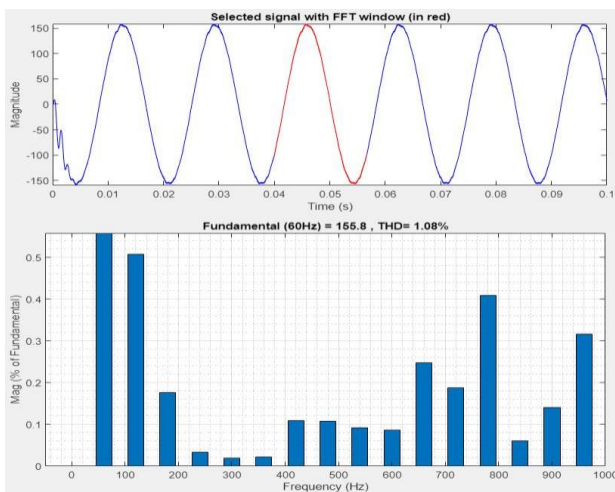 Selected signal with FFT window (in red)
Magnitude
150
100
50
0
-50
-100
-150
0 0.01 0.02 0.03 0.04 0.05 0.06 0.07 0.08 0.09 0.1
Time (s)
Fundamental (60Hz) = 155.8 , THD= 1.08%
Mag (% of Fundamental)
0.5
0.4
0.3
0.2
0.1
0
0 100 200 300 400 500 600 700 800 900 1000
Frequency (Hz)